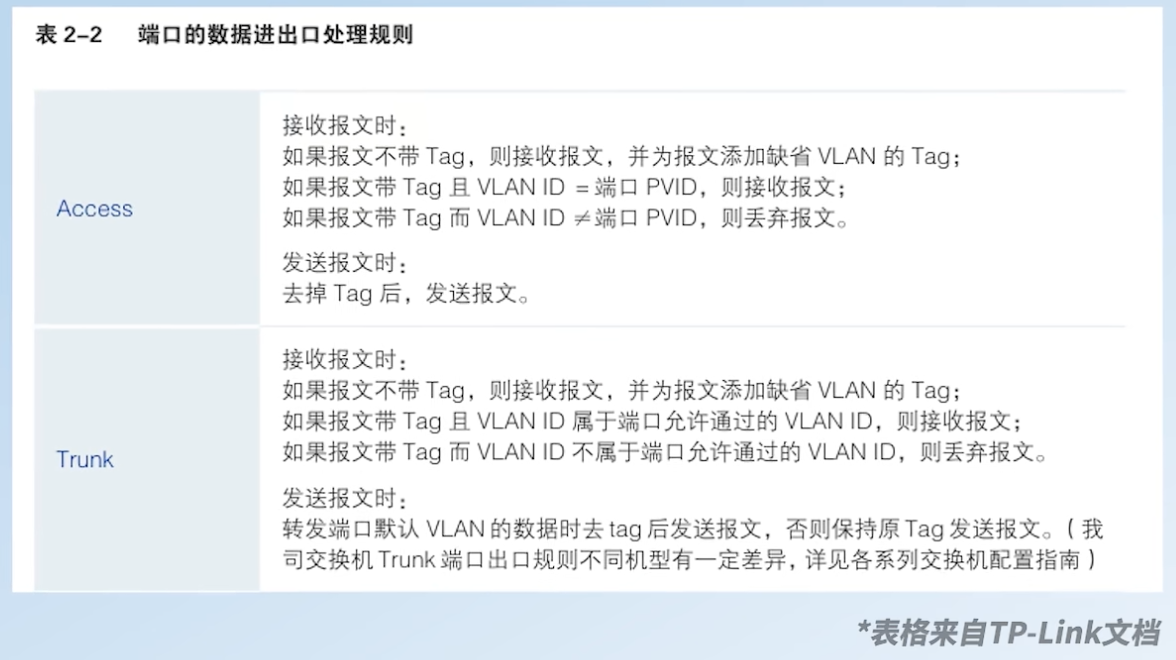 表 2–2 端口的数据进出口处理规则
Access
接收报文时：
如果报文不带 Tag，则接收报文，并为报文添加缺省 VLAN 的 Tag；
如果报文带 Tag 且 VLAN ID =端口 PVID，则接收报文；
如果报文带 Tag 而 VLAN ID ≠端口 PVID，则丢弃报文。
发送报文时：
去掉 Tag 后，发送报文。
Trunk
接收报文时：
如果报文不带 Tag，则接收报文，并为报文添加缺省 VLAN 的 Tag；
如果报文带 Tag 且 VLAN ID 属于端口允许通过的 VLAN ID，则接收报文；
如果报文带 Tag 而 VLAN ID 不属于端口允许通过的 VLAN ID，则丢弃报文。
发送报文时：
转发端口默认 VLAN 的数据时去 tag 后发送报文，否则保持原 Tag 发送报文。（ 我
司交换机 Trunk 端口出口规则不同机型有一定差异，详见各系列交换机配置指南 ）
*表格来自TP-Link文档